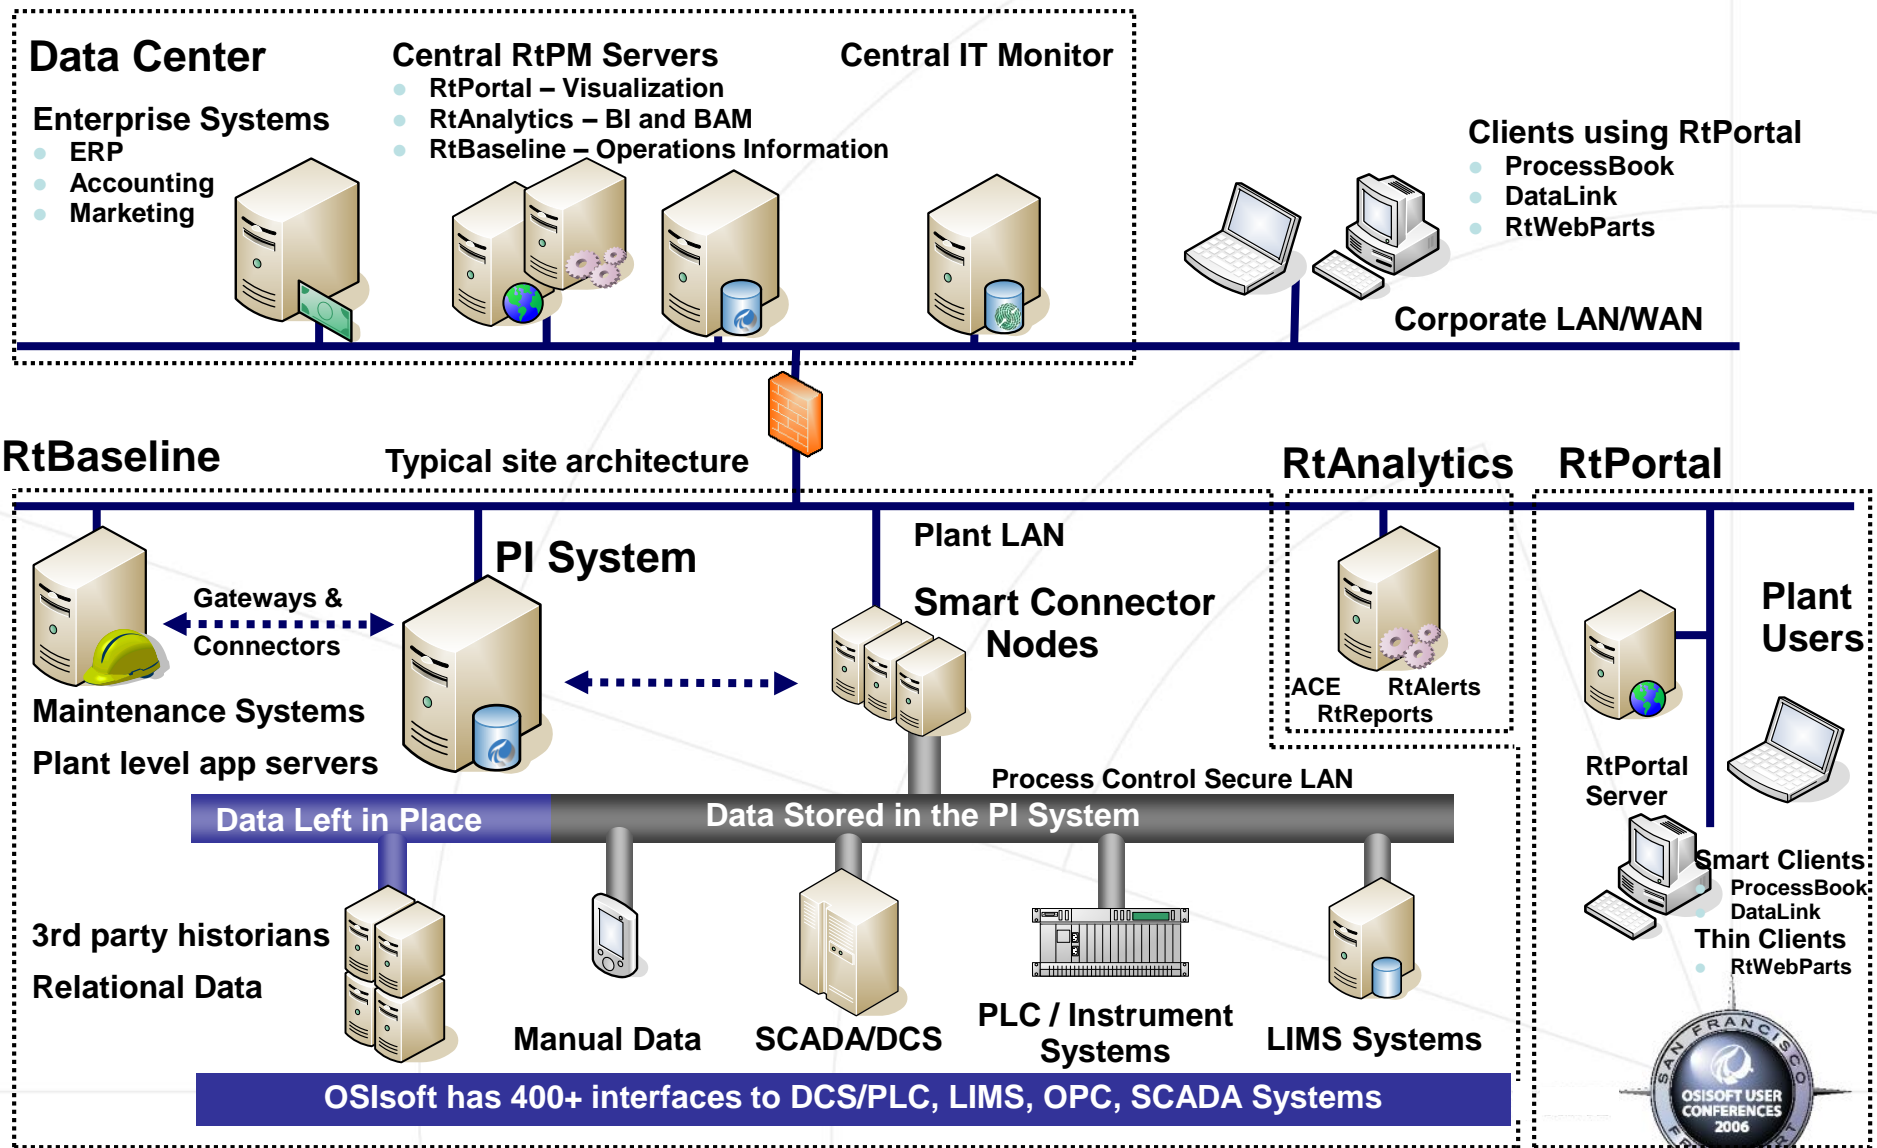 Data Center
Enterprise Systems
ERP
Accounting
Marketing
Central RtPM Servers
RtPortal – Visualization
RtAnalytics – BI and BAM
RtBaseline – Operations Information
Central IT Monitor
Clients using RtPortal
ProcessBook
DataLink
RtWebParts
Corporate LAN/WAN
RtBaseline
Typical site architecture
RtAnalytics
RtPortal
Plant LAN
PI System
Gateways &
Connectors
Smart Connector
Nodes
Plant
Users
ACE RtAlerts
RtReports
Maintenance Systems
Plant level app servers
RtPortal
Server
Process Control Secure LAN
Data Left in Place
Data Stored in the PI System
Smart Clients
ProcessBook
DataLink
Thin Clients
RtWebParts
3rd party historians
Relational Data
Manual Data
SCADA/DCS
PLC / Instrument
Systems
LIMS Systems
OSIsoft has 400+ interfaces to DCS/PLC, LIMS, OPC, SCADA Systems
SAN FRANCISCO
OSISOFT USER
CONFERENCES
2006